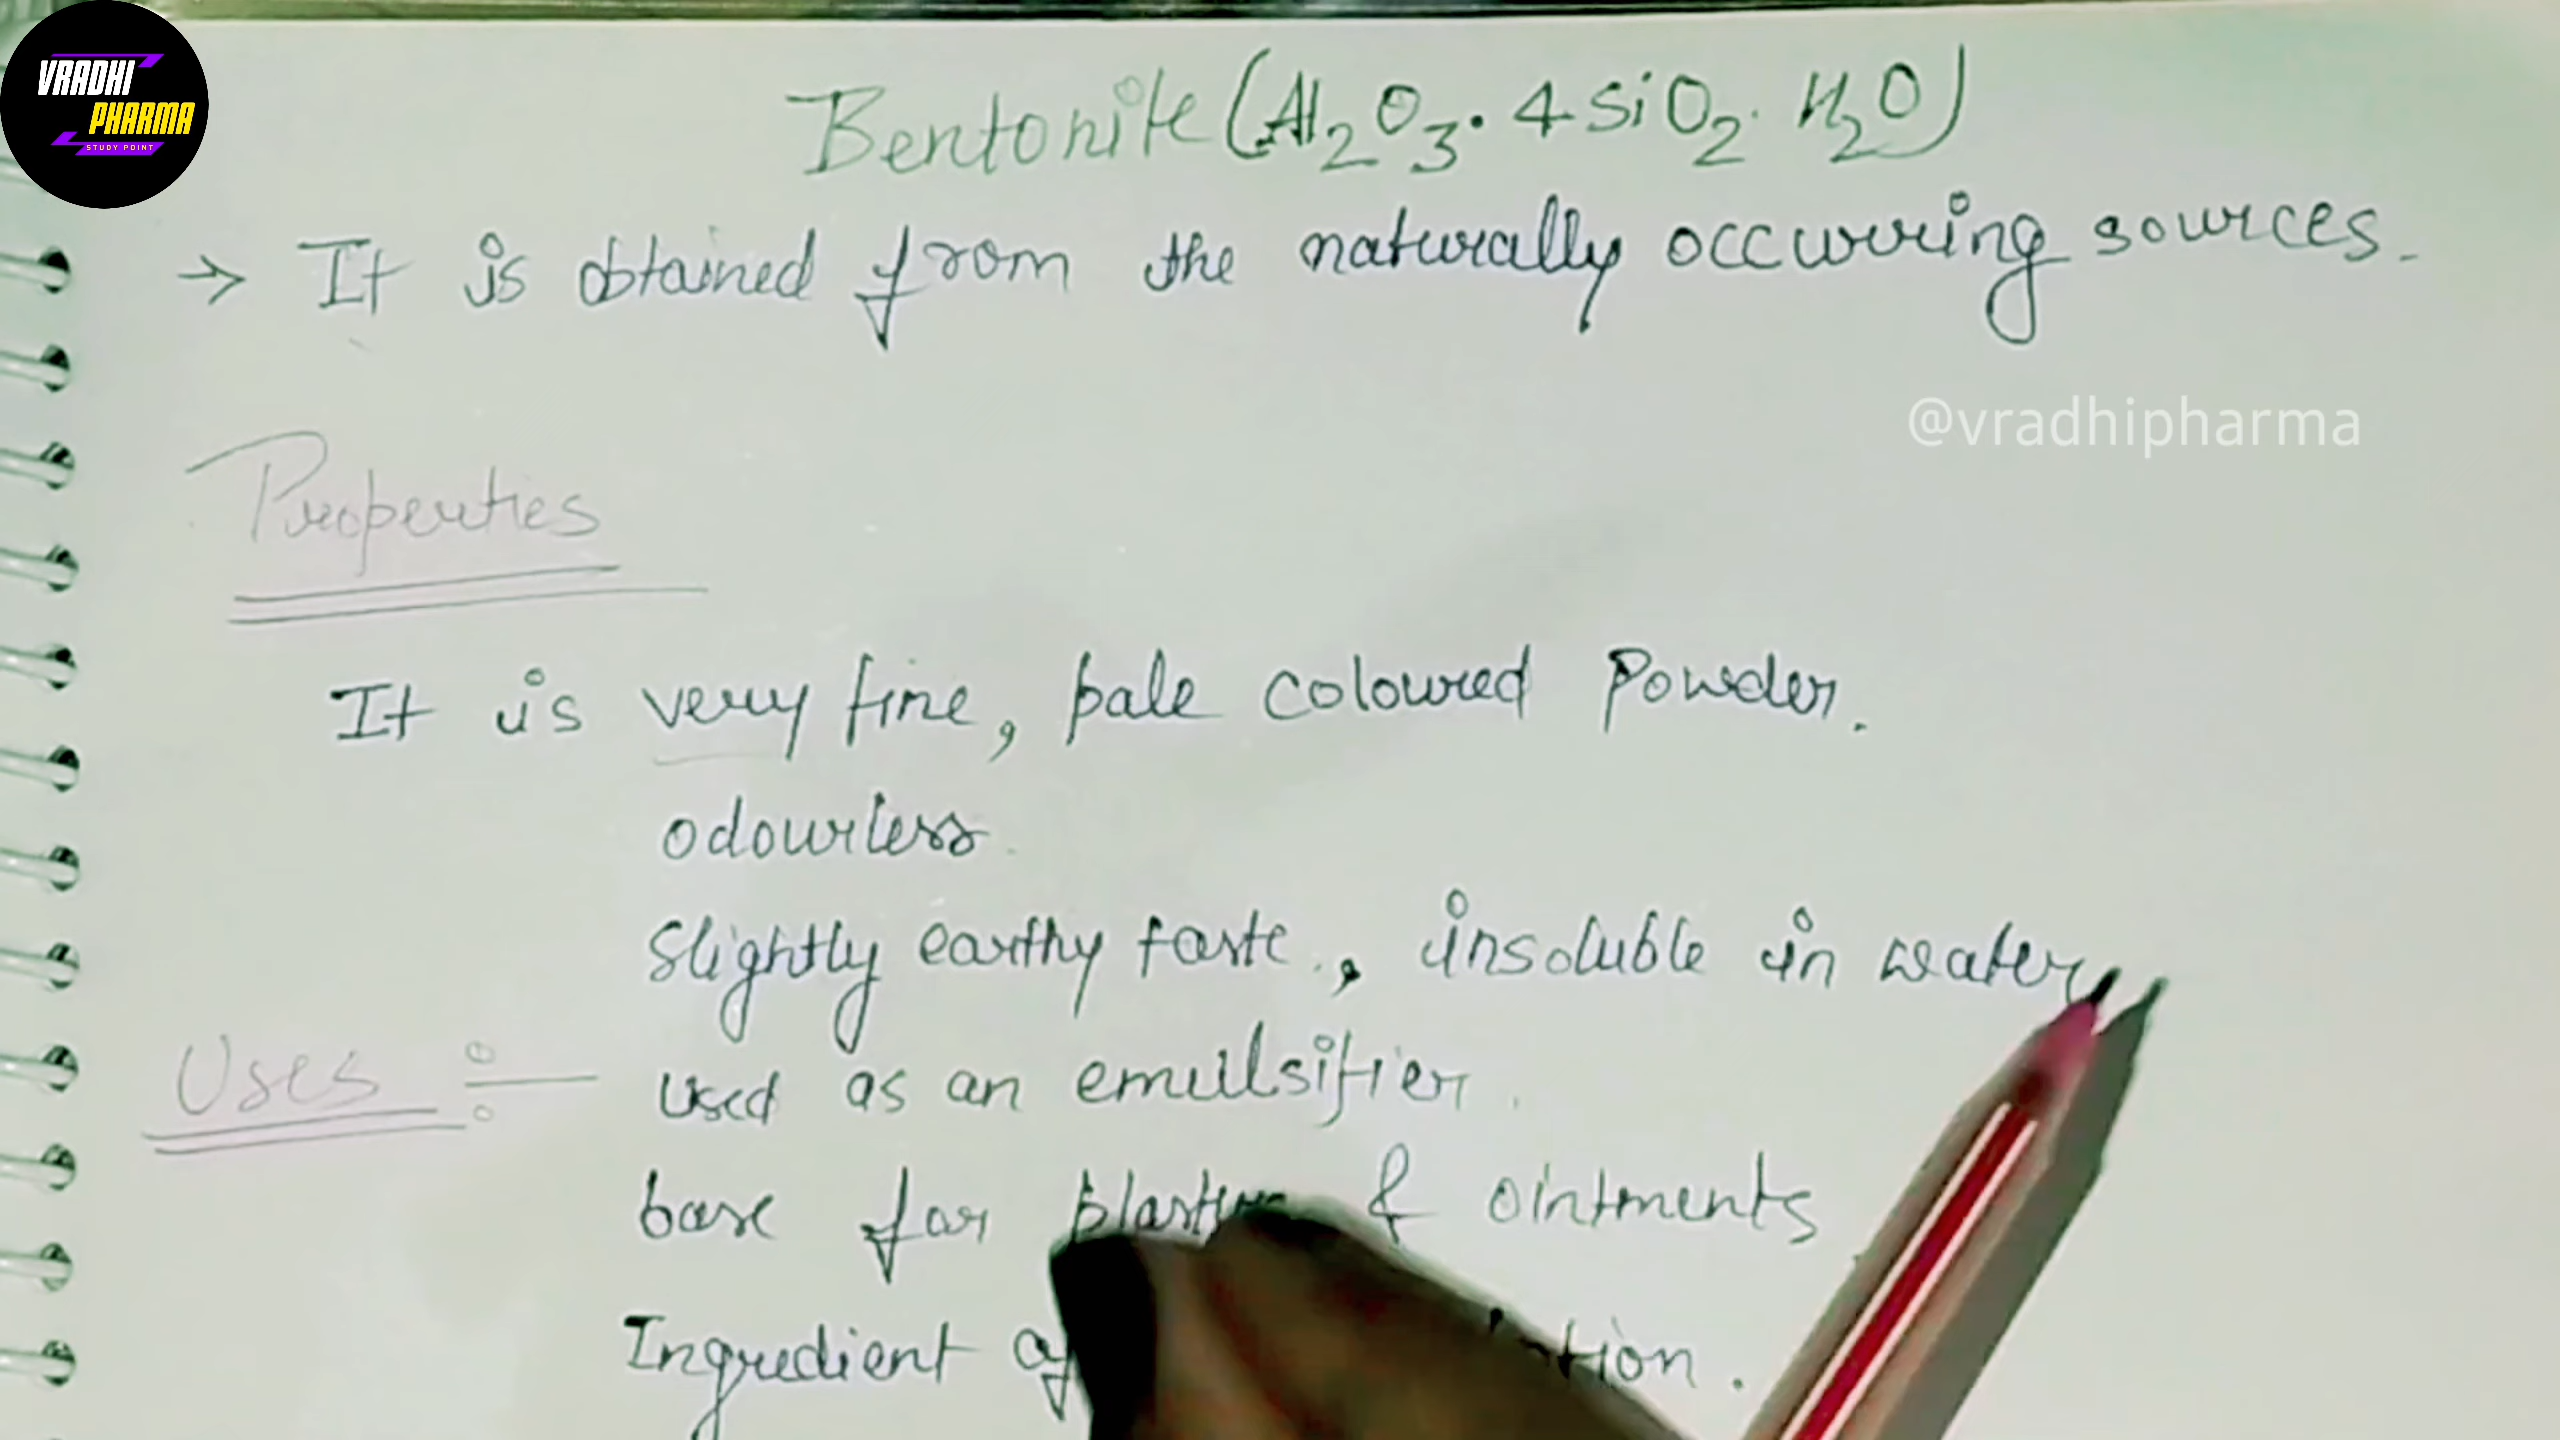 VRADHI
PHARMA
STUDY POINT
Bentonite (Al2O3. 4SiO2. H2O)
→ It is obtained from the naturally occurring sources.
@vradhipharma
Properties
It is very fine, pale coloured Powder.
odourless
Slightly earthy taste., insoluble in water
Uses ÷ used as an emulsifier.
base for & ointments
Ingredient of